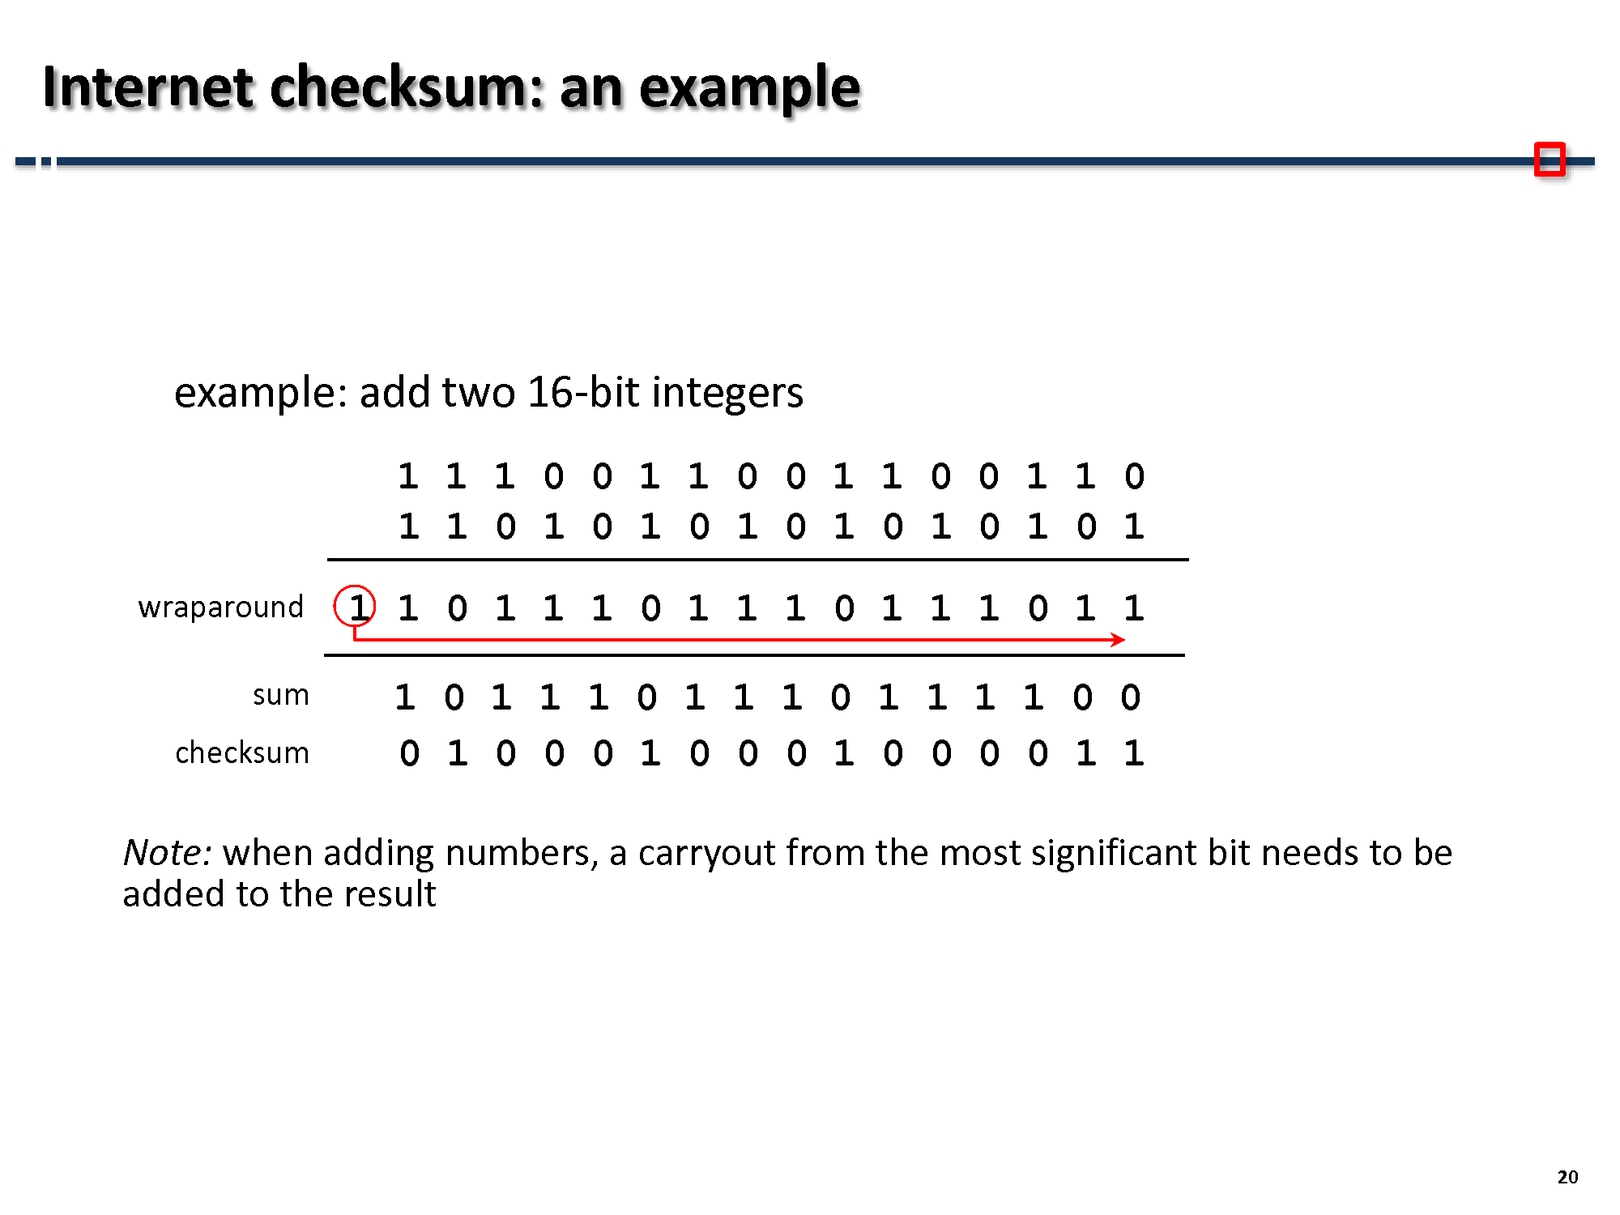 Internet checksum: an example
example: add two 16-bit integers
1 1 1 0 0 1 1 0 0 1 1 0 0 1 1 0
1 1 0 1 0 1 0 1 0 1 0 1 0 1 0 1
wraparound 1 1 0 1 1 1 0 1 1 1 0 1 1 1 0 1 1
sum 1 0 1 1 1 0 1 1 1 0 1 1 1 1 0 0
checksum 0 1 0 0 0 1 0 0 0 1 0 0 0 0 1 1
Note: when adding numbers, a carryout from the most significant bit needs to be
added to the result
20